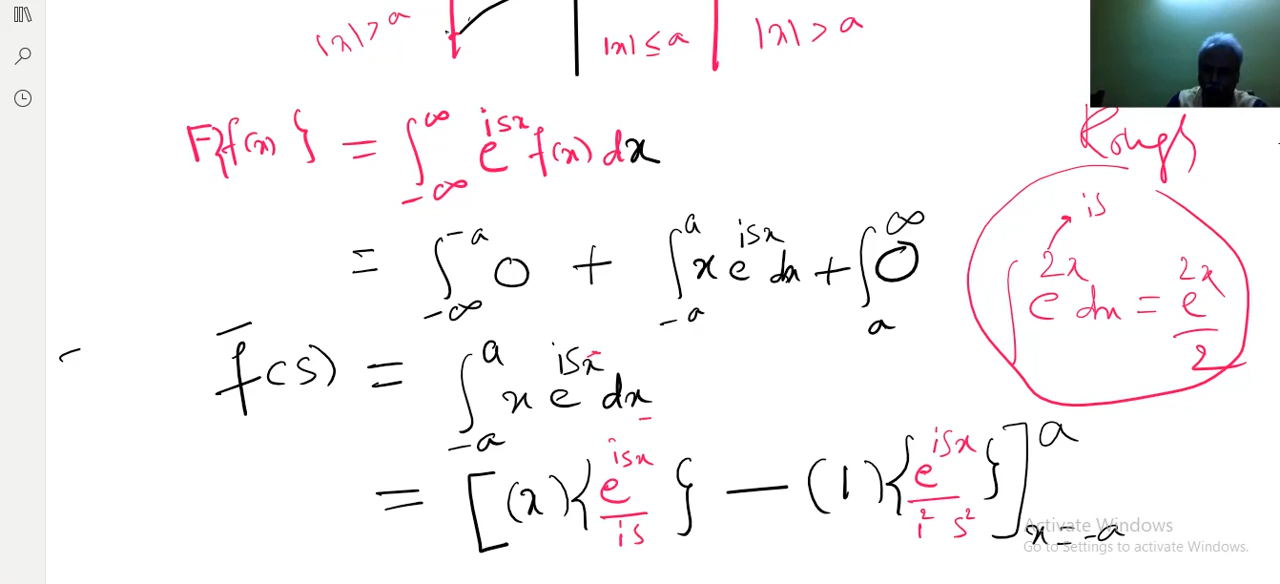 |x|>a |x|≤a |x|>a
F{f(x)} = ∫_{-∞}^{∞} e^{isx} f(x) dx
Rough
= ∫_{-∞}^{-a} 0 + ∫_{-a}^{a} x e^{isx} dx + ∫_{a}^{∞} 0
is
∫ e^{2x} dx = e^{2x}/2
f̄(s) = ∫_{-a}^{a} x e^{isx} dx
= [(x){e^{isx}/is} - (1){e^{isx}/i²s²}]_{x=-a}^{a}
Activate Windows
Go to Settings to activate Windows.